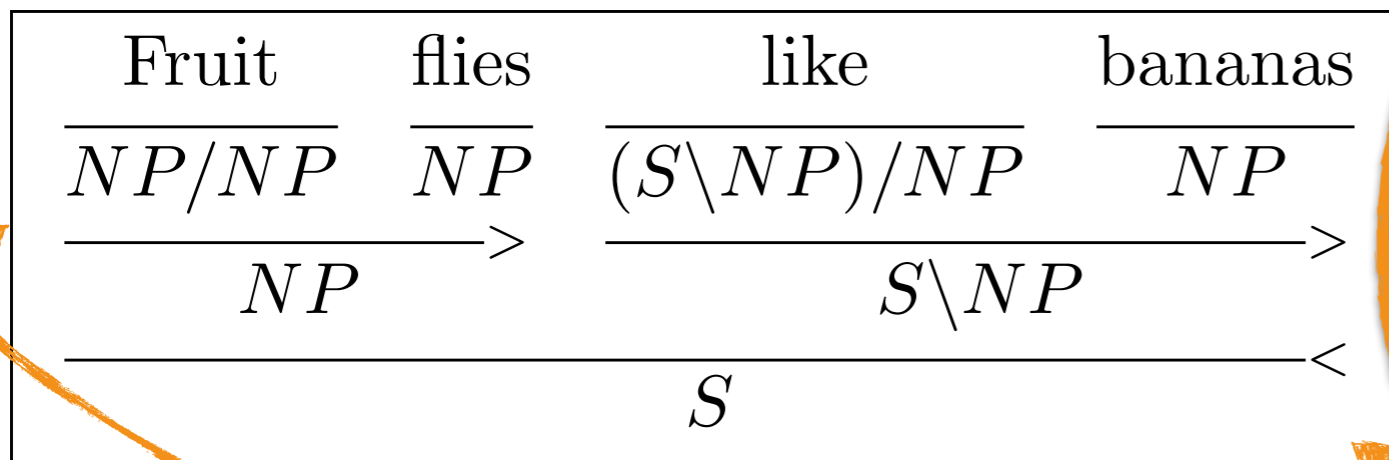 Fruit flies like bananas
NP/NP NP (S\NP)/NP NP
> >
NP S\NP
<
S